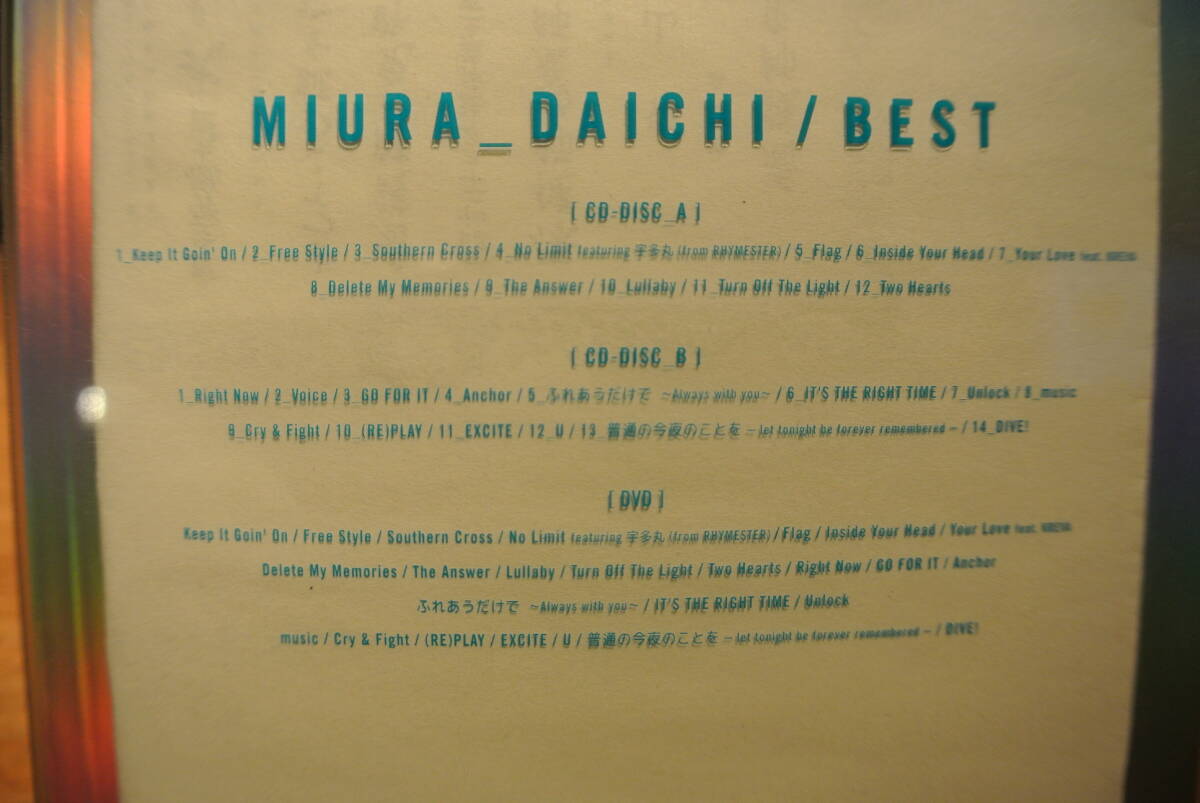 MIURA_DAICHI / BEST
[ CD-DISC_A ]
1_Keep It Goin' On / 2_Free Style / 3_Southern Cross / 4_No Limit featuring 宇多丸 (from RHYMESTER) / 5_Flag / 6_Inside Your Head / 7_Your Love feat. KREVA
8_Delete My Memories / 9_The Answer / 10_Lullaby / 11_Turn Off The Light / 12_Two Hearts
[ CD-DISC_B ]
1_Right Now / 2_Voice / 3_GO FOR IT / 4_Anchor / 5_ふれあうだけで ～Always with you～ / 6_IT'S THE RIGHT TIME / 7_Unlock / 8_music
9_Cry & Fight / 10_(RE)PLAY / 11_EXCITE / 12_U / 13_普通の今夜のことを － let tonight be forever remembered － / 14_DIVE!
[ DVD ]
Keep It Goin' On / Free Style / Southern Cross / No Limit featuring 宇多丸 (from RHYMESTER) / Flag / Inside Your Head / Your Love feat. KREVA
Delete My Memories / The Answer / Lullaby / Turn Off The Light / Two Hearts / Right Now / GO FOR IT / Anchor
ふれあうだけで ～Always with you～ / IT'S THE RIGHT TIME / Unlock
music / Cry & Fight / (RE)PLAY / EXCITE / U / 普通の今夜のことを － let tonight be forever remembered － / DIVE!